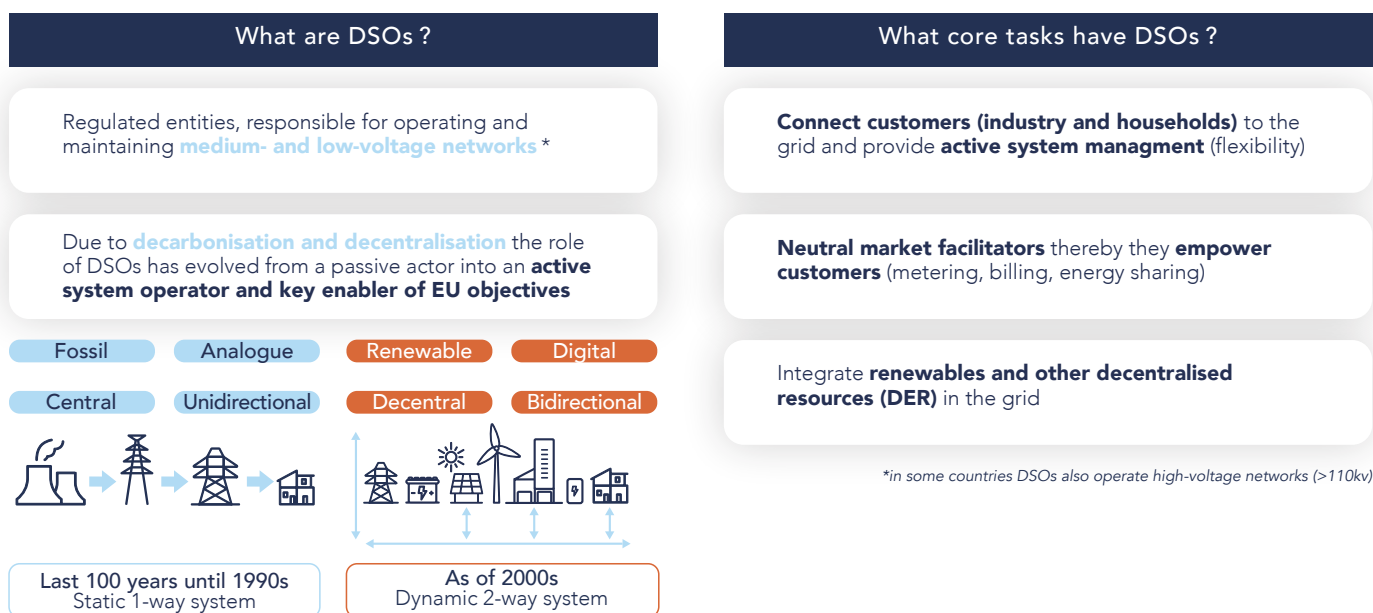 What are DSOs ?
Regulated entities, responsible for operating and
maintaining medium- and low-voltage networks *
Due to decarbonisation and decentralisation the role
of DSOs has evolved from a passive actor into an active
system operator and key enabler of EU objectives
Fossil
Analogue
Renewable
Digital
Central
Unidirectional
Decentral
Bidirectional
Last 100 years until 1990s
Static 1-way system
As of 2000s
Dynamic 2-way system
What core tasks have DSOs ?
Connect customers (industry and households) to the
grid and provide active system managment (flexibility)
Neutral market facilitators thereby they empower
customers (metering, billing, energy sharing)
Integrate renewables and other decentralised
resources (DER) in the grid
*in some countries DSOs also operate high-voltage networks (>110kv)